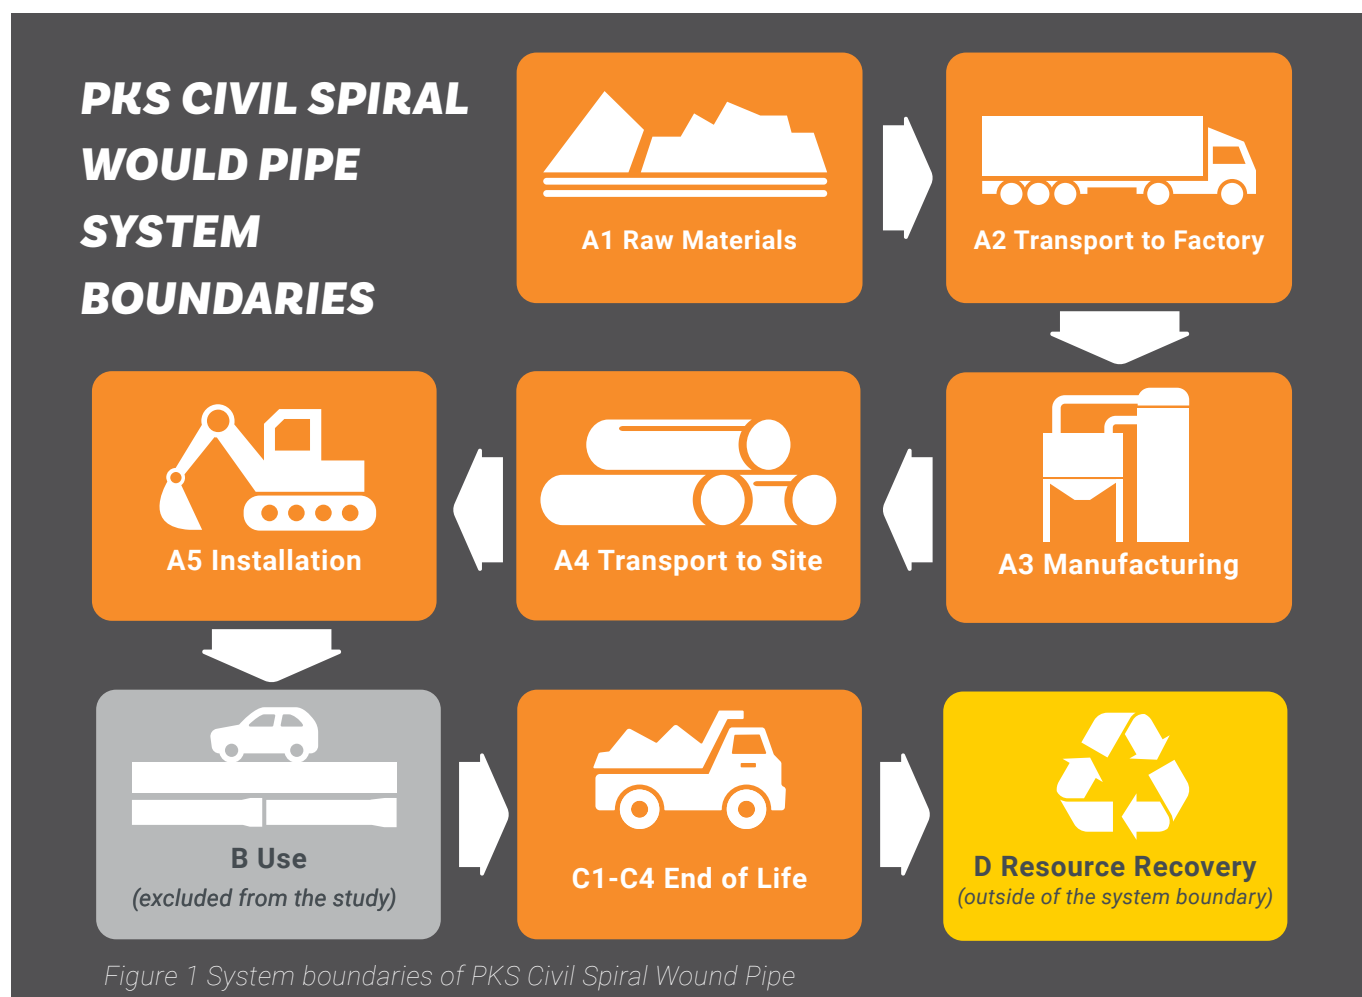 PKS CIVIL SPIRAL
WOULD PIPE
SYSTEM
BOUNDARIES
A1 Raw Materials
A2 Transport to Factory
A3 Manufacturing
A4 Transport to Site
A5 Installation
B Use
(excluded from the study)
C1-C4 End of Life
D Resource Recovery
(outside of the system boundary)
Figure 1 System boundaries of PKS Civil Spiral Wound Pipe